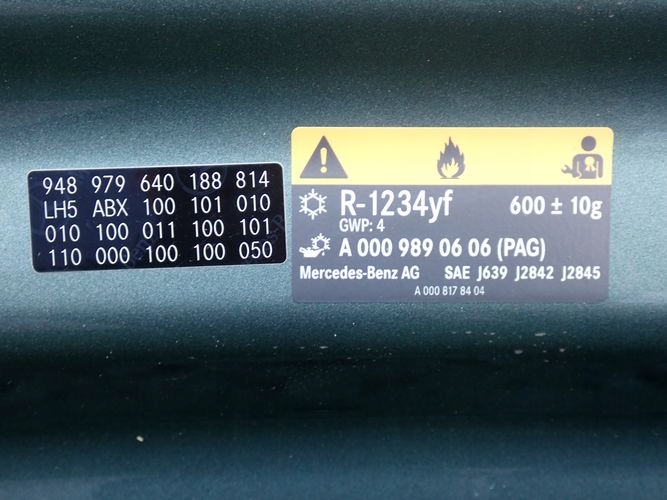 948 979 640 188 814
LH5 ABX 100 101 010
010 100 011 100 101
110 000 100 100 050
R-1234yf 600 ± 10g
GWP: 4
A 000 989 06 06 (PAG)
Mercedes-Benz AG SAE J639 J2842 J2845
A 000 817 84 04